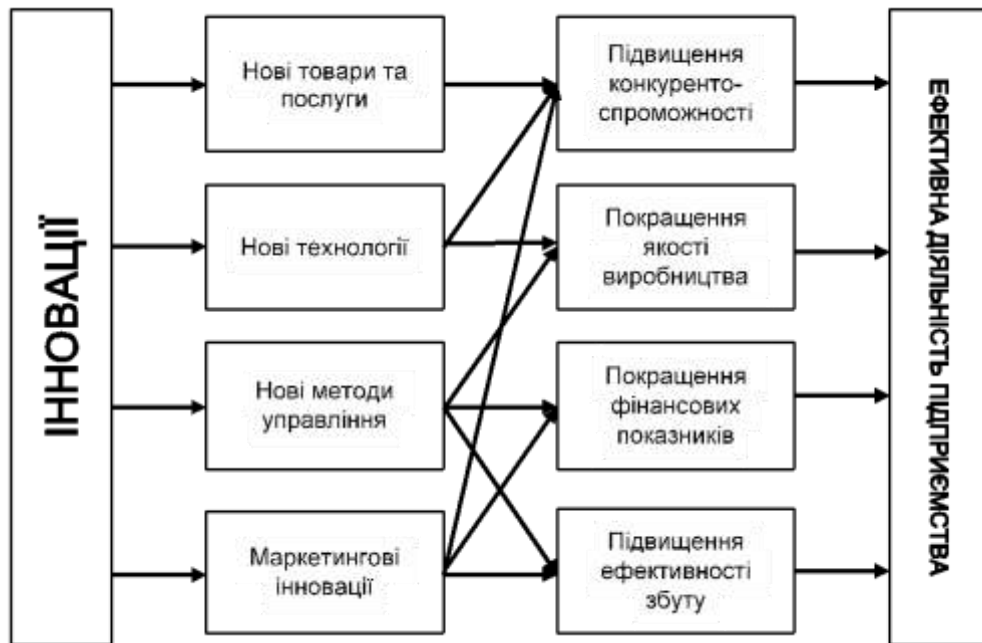 ІННОВАЦІЇ
Нові товари та
послуги
Нові технології
Нові методи
управління
Маркетингові
інновації
Підвищення
конкуренто-
спроможності
Покращення
якості
виробництва
Покращення
фінансових
показників
Підвищення
ефективності
збуту
ЕФЕКТИВНА ДІЯЛЬНІСТЬ ПІДПРИЄМСТВА